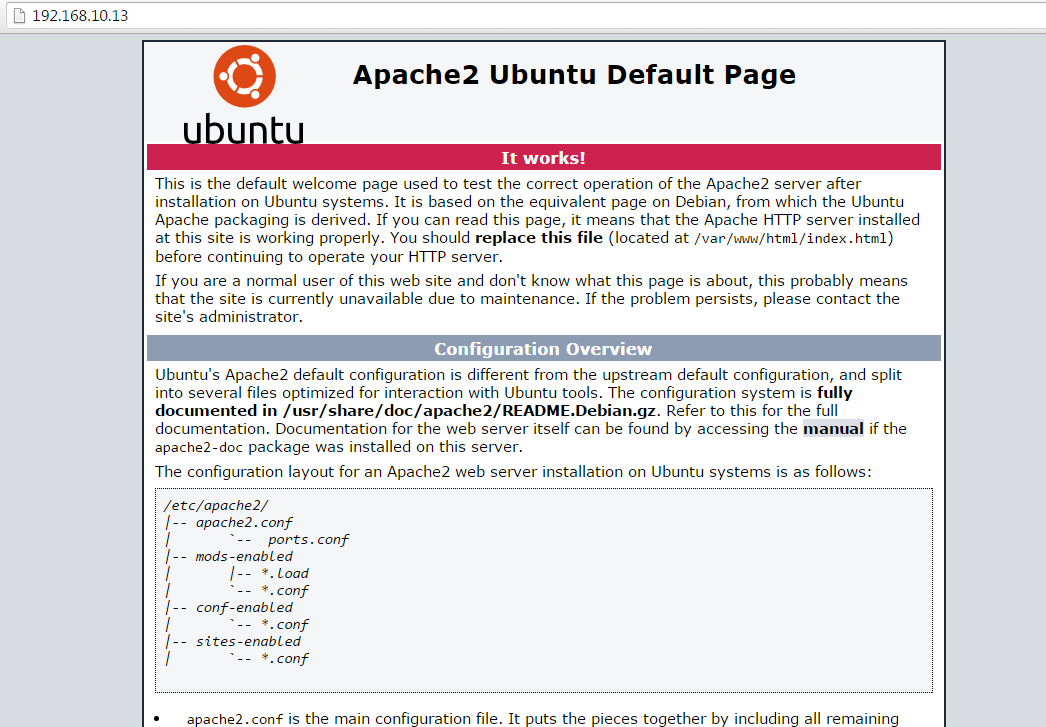 192.168.10.13
Apache2 Ubuntu Default Page
ubuntu
It works!
This is the default welcome page used to test the correct operation of the Apache2 server after
installation on Ubuntu systems. It is based on the equivalent page on Debian, from which the Ubuntu
Apache packaging is derived. If you can read this page, it means that the Apache HTTP server installed
at this site is working properly. You should replace this file (located at /var/www/html/index.html)
before continuing to operate your HTTP server.
If you are a normal user of this web site and don't know what this page is about, this probably means
that the site is currently unavailable due to maintenance. If the problem persists, please contact the
site's administrator.
Configuration Overview
Ubuntu's Apache2 default configuration is different from the upstream default configuration, and split
into several files optimized for interaction with Ubuntu tools. The configuration system is fully
documented in /usr/share/doc/apache2/README.Debian.gz. Refer to this for the full
documentation. Documentation for the web server itself can be found by accessing the manual if the
apache2-doc package was installed on this server.
The configuration layout for an Apache2 web server installation on Ubuntu systems is as follows:
/etc/apache2/
|-- apache2.conf
|       `--  ports.conf
|-- mods-enabled
|       |-- *.load
|       `-- *.conf
|-- conf-enabled
|       `-- *.conf
|-- sites-enabled
|       `-- *.conf
• apache2.conf is the main configuration file. It puts the pieces together by including all remaining